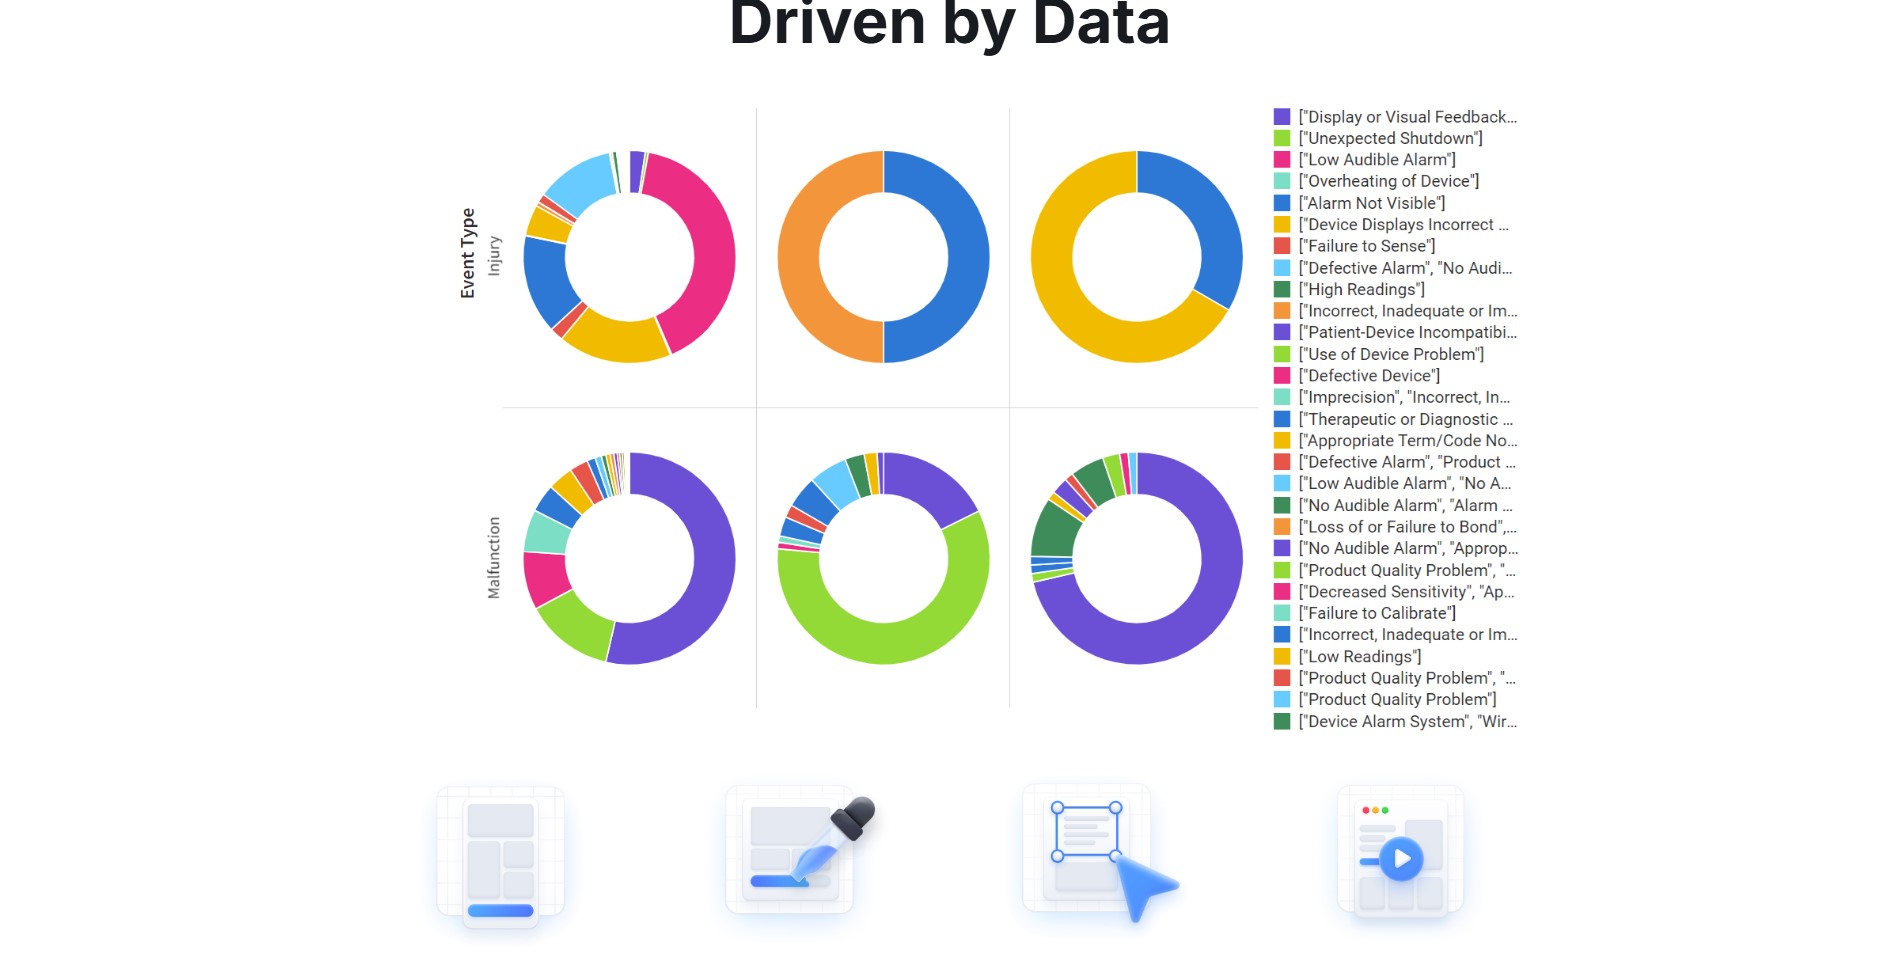 Driven by Data
Event Type
Injury
Malfunction
["Display or Visual Feedback...
["Unexpected Shutdown"]
["Low Audible Alarm"]
["Overheating of Device"]
["Alarm Not Visible"]
["Device Displays Incorrect ...
["Failure to Sense"]
["Defective Alarm", "No Audi...
["High Readings"]
["Incorrect, Inadequate or Im...
["Patient-Device Incompatibi...
["Use of Device Problem"]
["Defective Device"]
["Imprecision", "Incorrect, In...
["Therapeutic or Diagnostic ...
["Appropriate Term/Code No...
["Defective Alarm", "Product ...
["Low Audible Alarm", "No A...
["No Audible Alarm", "Alarm ...
["Loss of or Failure to Bond",...
["No Audible Alarm", "Approp...
["Product Quality Problem", "...
["Decreased Sensitivity", "Ap...
["Failure to Calibrate"]
["Incorrect, Inadequate or Im...
["Low Readings"]
["Product Quality Problem", "...
["Product Quality Problem"]
["Device Alarm System", "Wir...